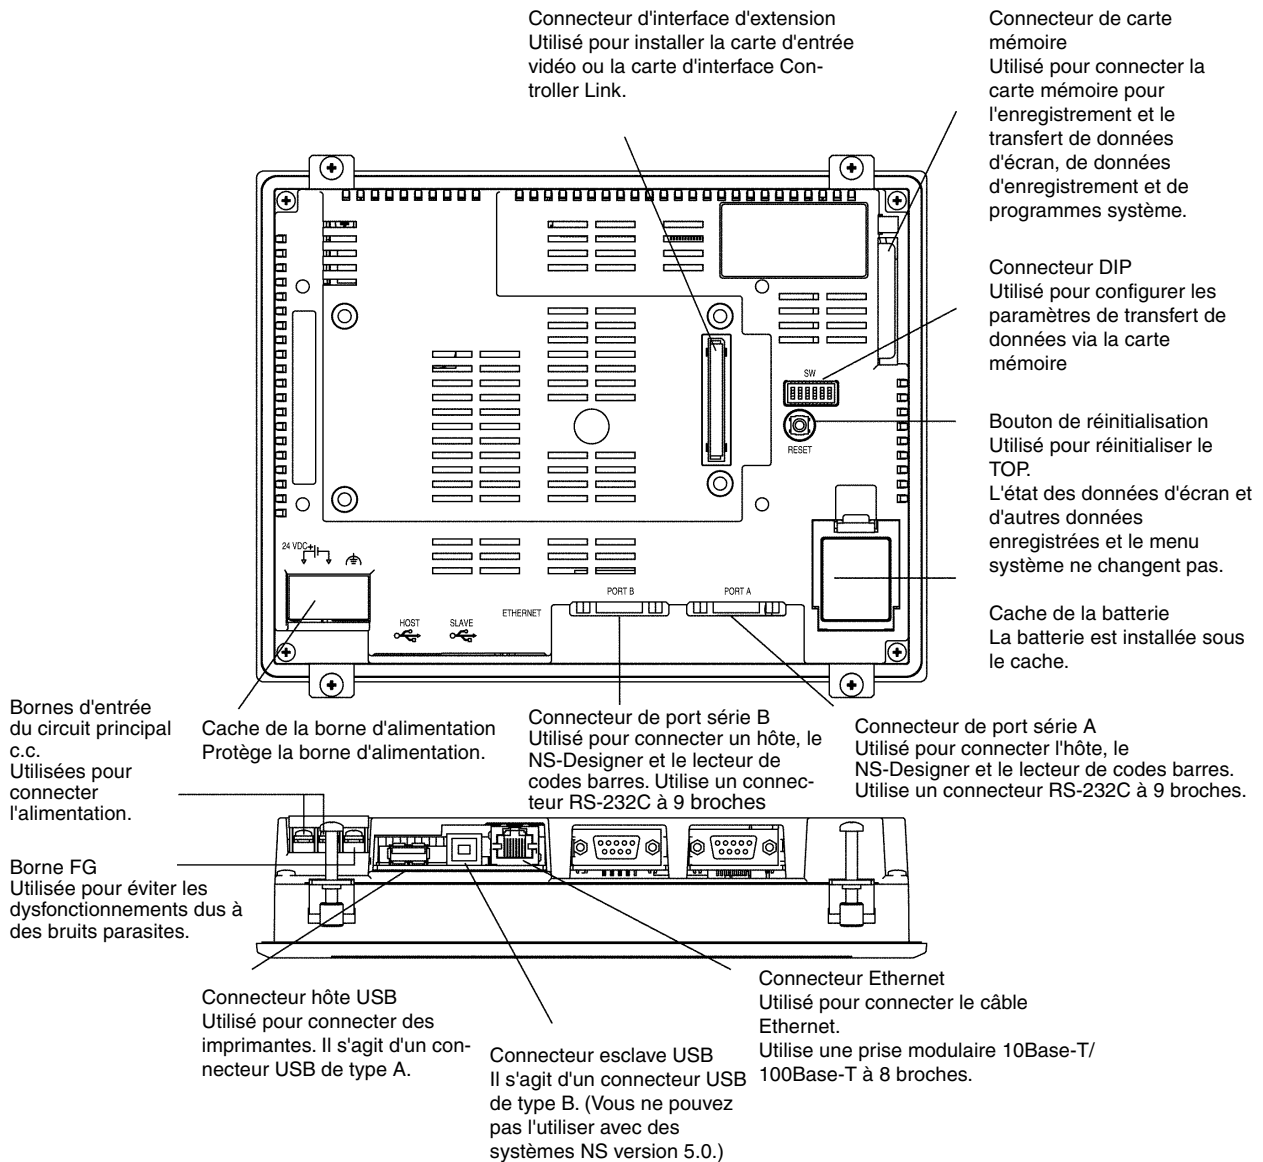 Connecteur d'interface d'extension
Utilisé pour installer la carte d'entrée
vidéo ou la carte d'interface Con-
troller Link.
Connecteur de carte
mémoire
Utilisé pour connecter la
carte mémoire pour
l'enregistrement et le
transfert de données
d'écran, de données
d'enregistrement et de
programmes système.
Connecteur DIP
Utilisé pour configurer les
paramètres de transfert de
données via la carte
mémoire
SW
RESET
Bouton de réinitialisation
Utilisé pour réinitialiser le
TOP.
L'état des données d'écran et
d'autres données
enregistrées et le menu
système ne changent pas.
24 VDC
+
HOST
SLAVE
ETHERNET
PORT B
PORT A
Cache de la batterie
La batterie est installée sous
le cache.
Bornes d'entrée
du circuit principal
c.c.
Utilisées pour
connecter
l'alimentation.
Cache de la borne d'alimentation
Protège la borne d'alimentation.
Connecteur de port série B
Utilisé pour connecter un hôte, le
NS-Designer et le lecteur de
codes barres. Utilise un connec-
teur RS-232C à 9 broches
Connecteur de port série A
Utilisé pour connecter l'hôte, le
NS-Designer et le lecteur de codes barres.
Utilise un connecteur RS-232C à 9 broches.
Borne FG
Utilisée pour éviter les
dysfonctionnements dus à
des bruits parasites.
Connecteur hôte USB
Utilisé pour connecter des
imprimantes. Il s'agit d'un con-
necteur USB de type A.
Connecteur esclave USB
Il s'agit d'un connecteur USB
de type B. (Vous ne pouvez
pas l'utiliser avec des
systèmes NS version 5.0.)
Connecteur Ethernet
Utilisé pour connecter le câble
Ethernet.
Utilise une prise modulaire 10Base-T/
100Base-T à 8 broches.